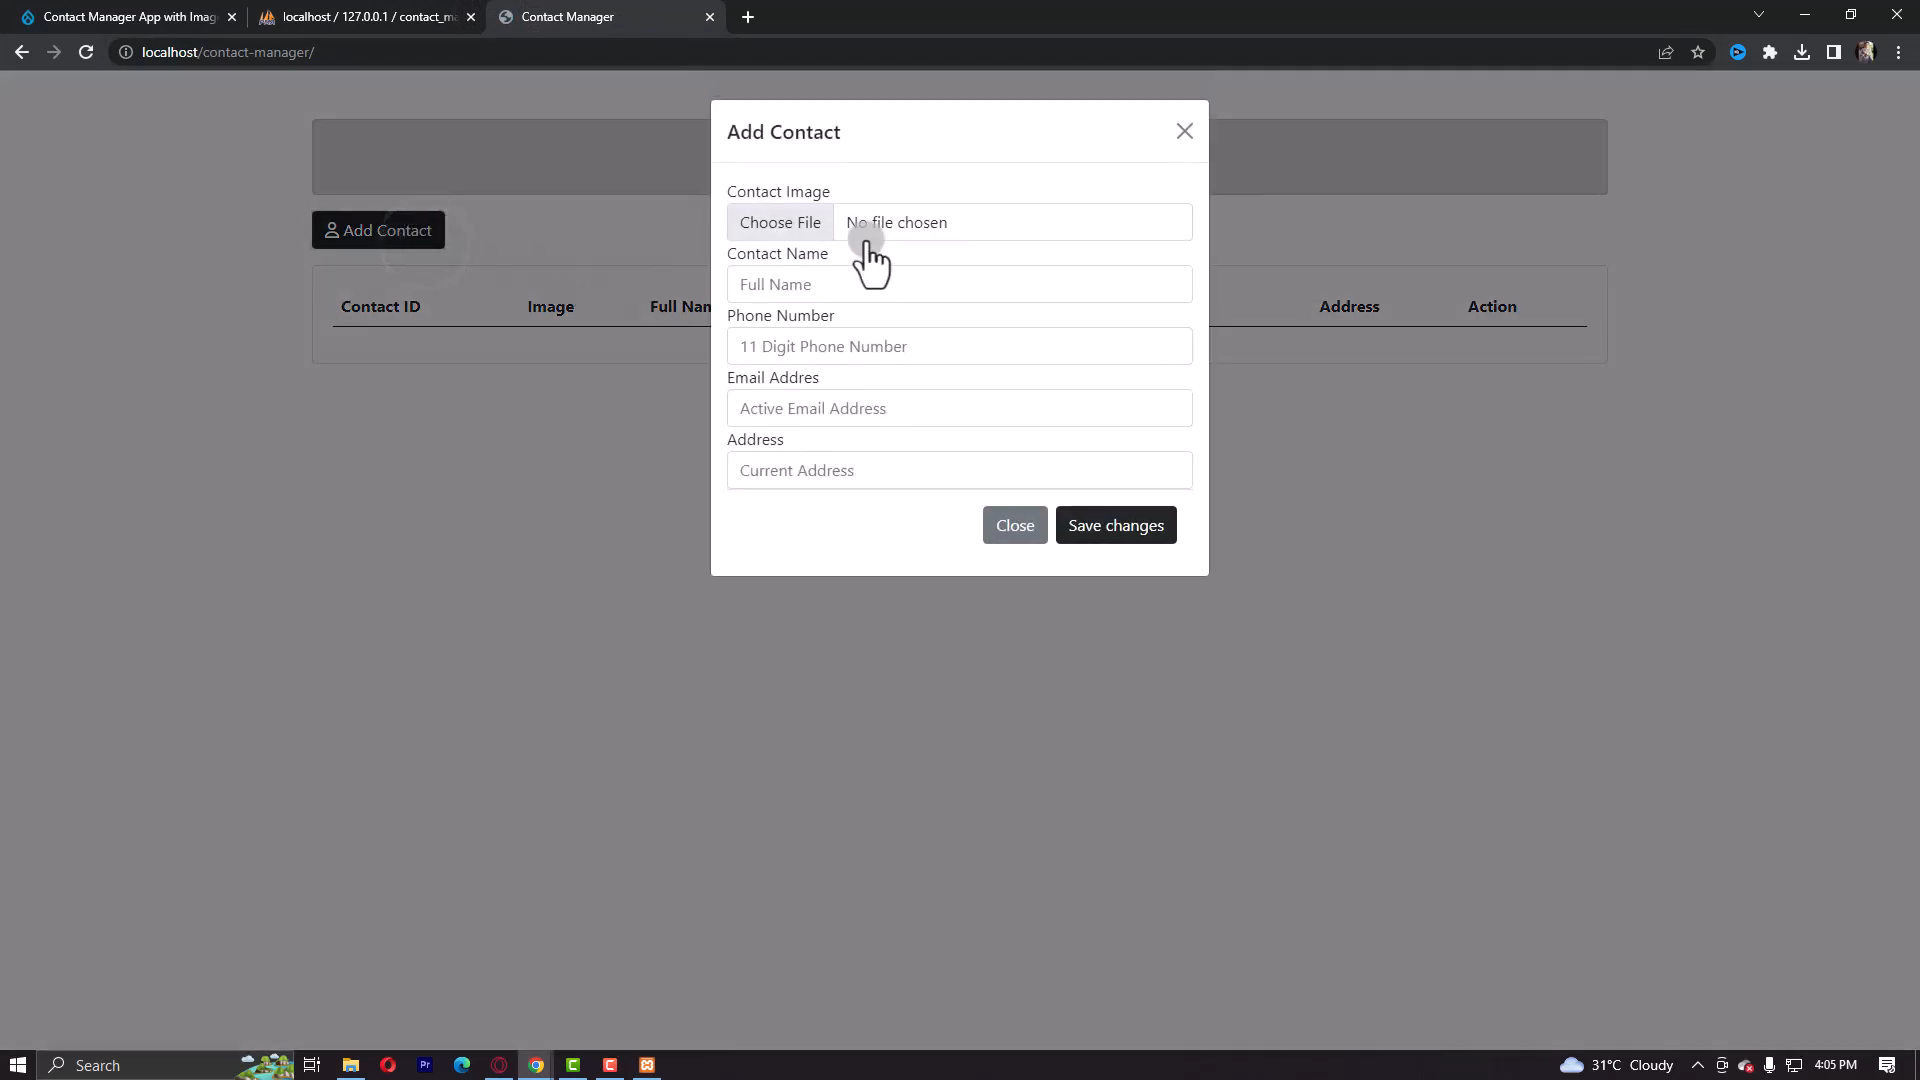 Contact Manager App with Imag
localhost / 127.0.0.1 / contact_ma
Contact Manager
localhost/contact-manager/
Add Contact
Contact Image
Choose File No file chosen
Contact Name
Full Name
Phone Number
11 Digit Phone Number
Email Addres
Active Email Address
Address
Current Address
Close Save changes
Add Contact
Contact ID Image Full Nam Address Action
Search
Pr
31°C Cloudy
4:05 PM